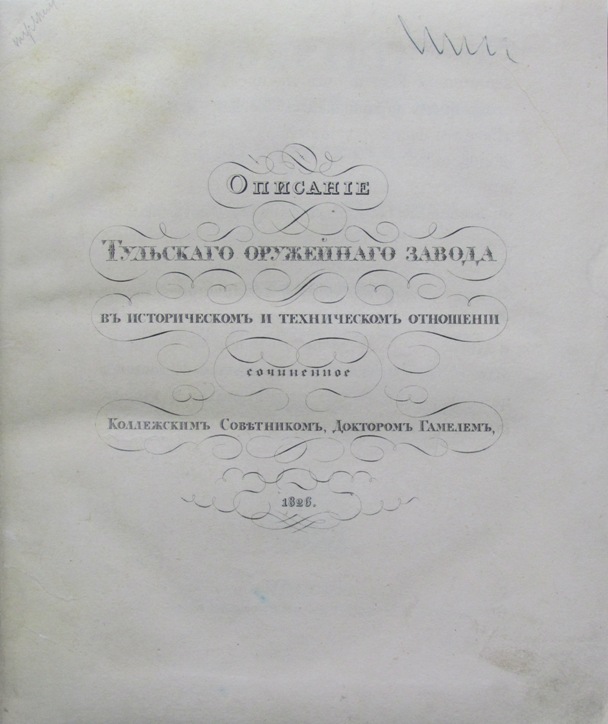 Описаніе
Тульскаго оружейнаго завода
въ историческомъ и техническомъ отношеніи
сочиненное
Коллежскимъ Совѣтникомъ, Докторомъ Гамелемъ,
1826.